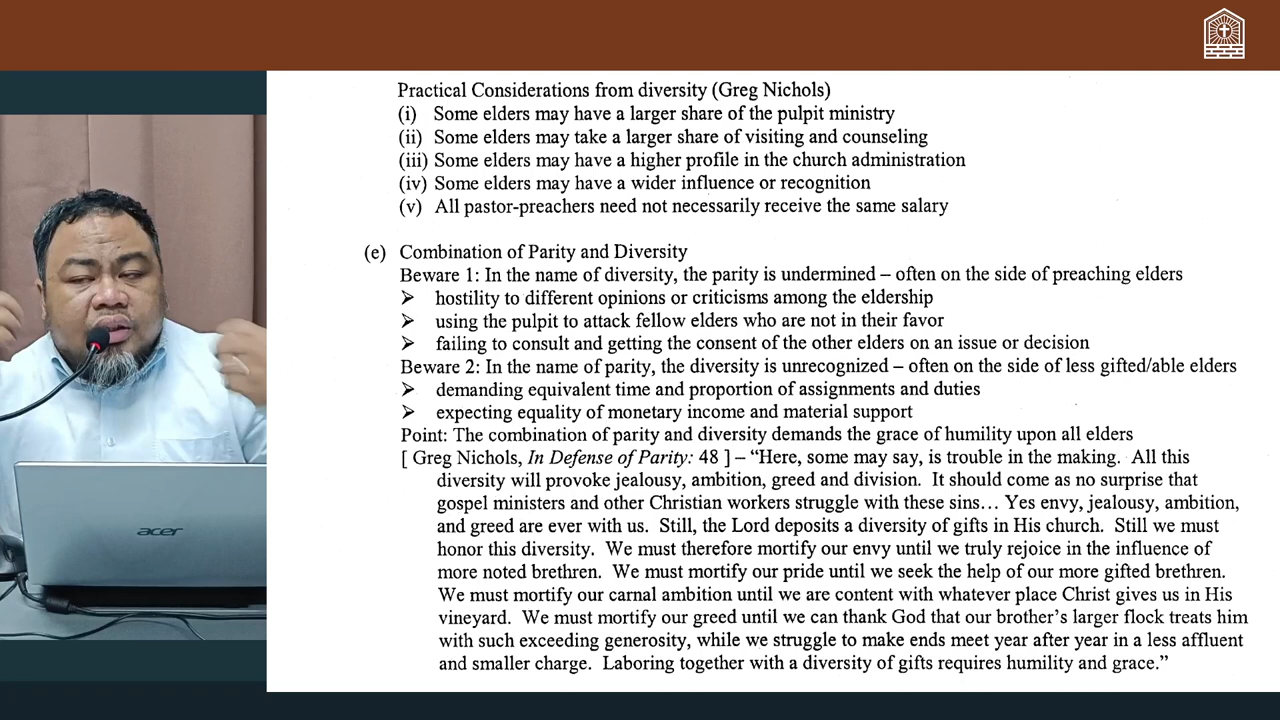 Practical Considerations from diversity (Greg Nichols)
(i) Some elders may have a larger share of the pulpit ministry
(ii) Some elders may take a larger share of visiting and counseling
(iii) Some elders may have a higher profile in the church administration
(iv) Some elders may have a wider influence or recognition
(v) All pastor-preachers need not necessarily receive the same salary
(e) Combination of Parity and Diversity
Beware 1: In the name of diversity, the parity is undermined – often on the side of preaching elders
➢ hostility to different opinions or criticisms among the eldership
➢ using the pulpit to attack fellow elders who are not in their favor
➢ failing to consult and getting the consent of the other elders on an issue or decision
Beware 2: In the name of parity, the diversity is unrecognized – often on the side of less gifted/able elders
➢ demanding equivalent time and proportion of assignments and duties
➢ expecting equality of monetary income and material support
Point: The combination of parity and diversity demands the grace of humility upon all elders
[ Greg Nichols, In Defense of Parity: 48 ] – “Here, some may say, is trouble in the making. All this
diversity will provoke jealousy, ambition, greed and division. It should come as no surprise that
gospel ministers and other Christian workers struggle with these sins… Yes envy, jealousy, ambition,
and greed are ever with us. Still, the Lord deposits a diversity of gifts in His church. Still we must
honor this diversity. We must therefore mortify our envy until we truly rejoice in the influence of
more noted brethren. We must mortify our pride until we seek the help of our more gifted brethren.
We must mortify our carnal ambition until we are content with whatever place Christ gives us in His
vineyard. We must mortify our greed until we can thank God that our brother’s larger flock treats him
with such exceeding generosity, while we struggle to make ends meet year after year in a less affluent
and smaller charge. Laboring together with a diversity of gifts requires humility and grace.”
acer